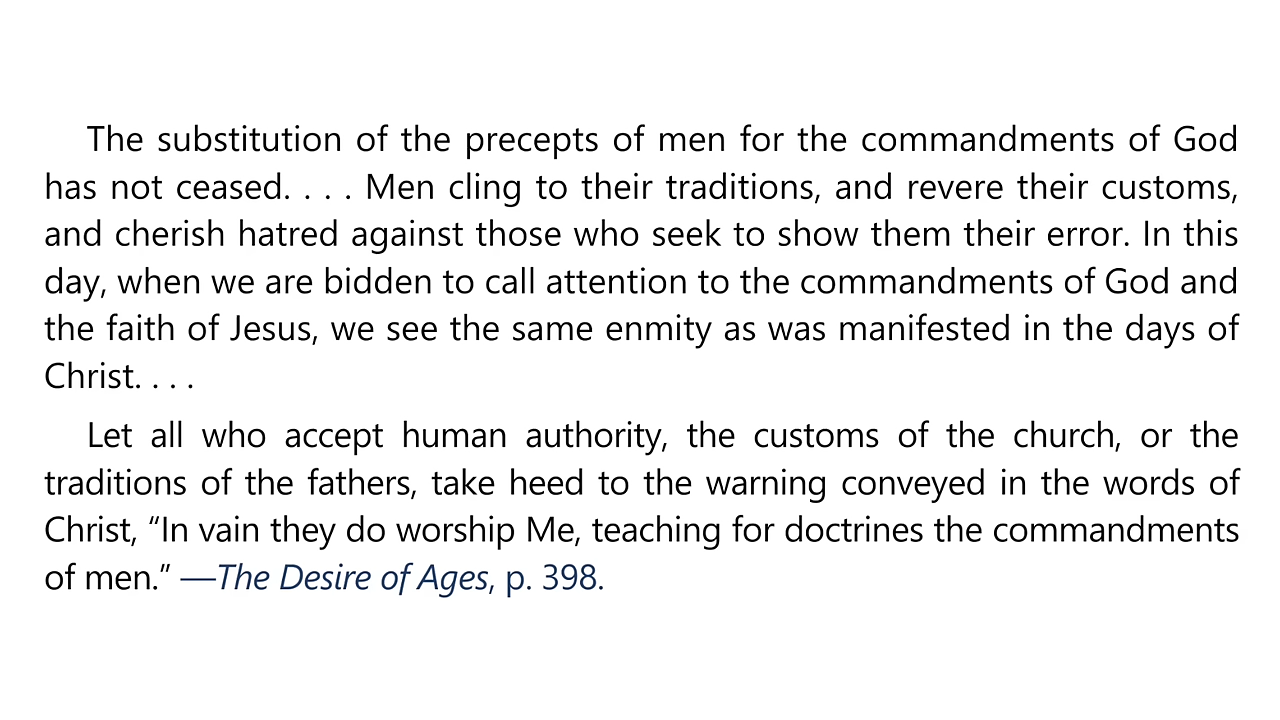 The substitution of the precepts of men for the commandments of God
has not ceased. . . . Men cling to their traditions, and revere their customs,
and cherish hatred against those who seek to show them their error. In this
day, when we are bidden to call attention to the commandments of God and
the faith of Jesus, we see the same enmity as was manifested in the days of
Christ. . . .
Let all who accept human authority, the customs of the church, or the
traditions of the fathers, take heed to the warning conveyed in the words of
Christ, “In vain they do worship Me, teaching for doctrines the commandments
of men.” —The Desire of Ages, p. 398.